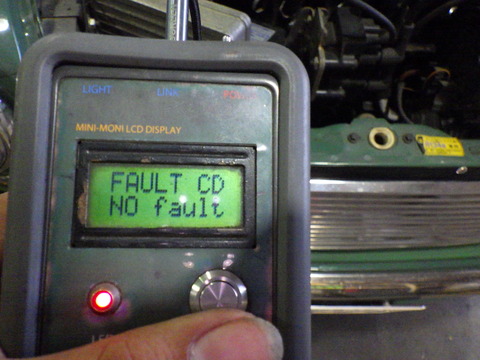 LIGHT LINK
MINI-MONI LCD DISPLAY
FAULT CD
NO fault